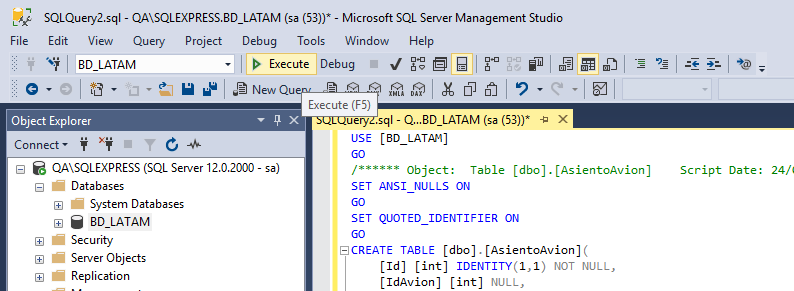 SQLQuery2.sql - QA\SQLEXPRESS.BD_LATAM (sa (53))* - Microsoft SQL Server Management Studio
File Edit View Query Project Debug Tools Window Help
BD_LATAM Execute Debug
New Query XMLA DAX
Execute (F5)
Object Explorer
SQLQuery2.sql - Q...BD_LATAM (sa (53))*
Connect
QA\SQLEXPRESS (SQL Server 12.0.2000 - sa)
Databases
System Databases
BD_LATAM
Security
Server Objects
Replication
USE [BD_LATAM]
GO
/****** Object: Table [dbo].[AsientoAvion] Script Date: 24/
SET ANSI_NULLS ON
GO
SET QUOTED_IDENTIFIER ON
GO
CREATE TABLE [dbo].[AsientoAvion](
[Id] [int] IDENTITY(1,1) NOT NULL,
[IdAvion] [int] NULL,